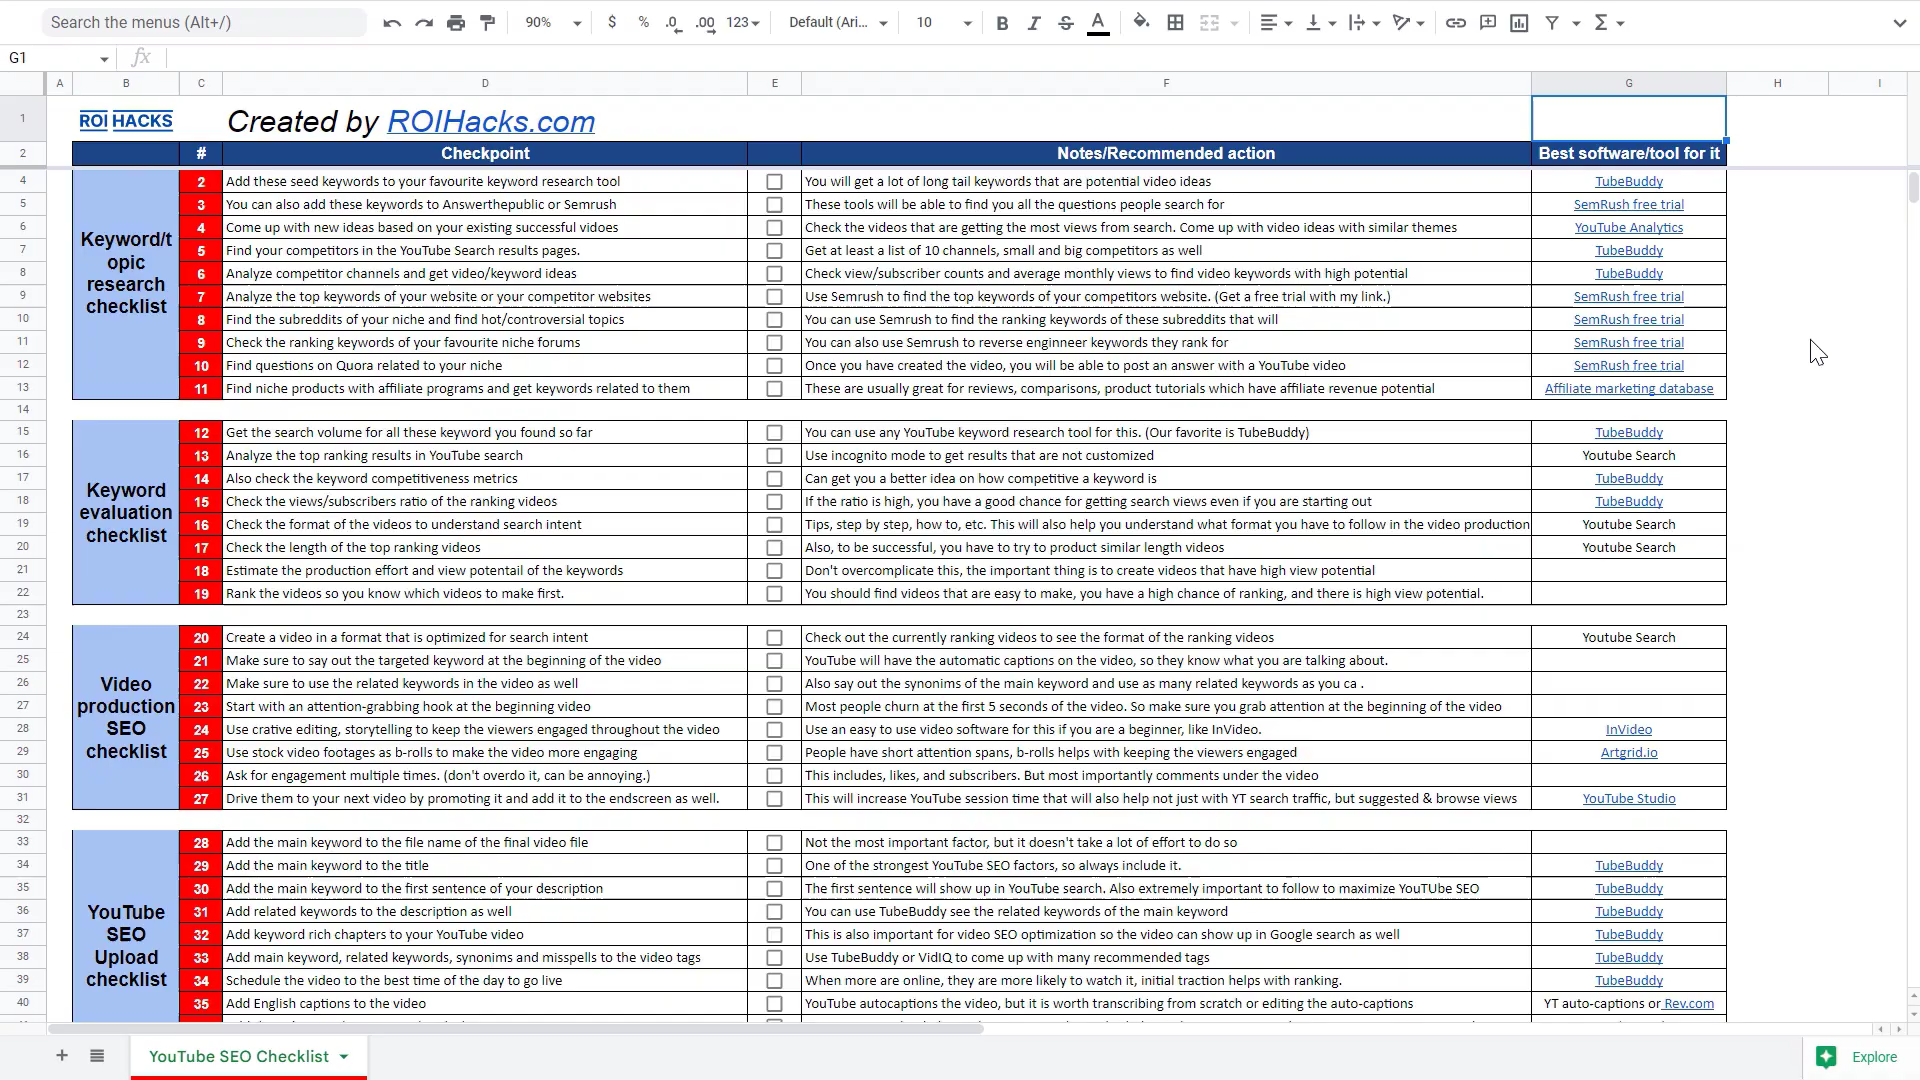 Search the menus (Alt+/)
90%
$ % .0 .00 123
Default (Ari...
10
B I S A
G1
fx
A B C D E F G H I
1 ROI HACKS Created by ROIHacks.com
2 # Checkpoint Notes/Recommended action Best software/tool for it
Keyword/t
opic
research
checklist
4 2 Add these seed keywords to your favourite keyword research tool You will get a lot of long tail keywords that are potential video ideas TubeBuddy
5 3 You can also add these keywords to Answerthepublic or Semrush These tools will be able to find you all the questions people search for SemRush free trial
6 4 Come up with new ideas based on your existing successful vidoes Check the videos that are getting the most views from search. Come up with video ideas with similar themes YouTube Analytics
7 5 Find your competitors in the YouTube Search results pages. Get at least a list of 10 channels, small and big competitors as well TubeBuddy
8 6 Analyze competitor channels and get video/keyword ideas Check view/subscriber counts and average monthly views to find video keywords with high potential TubeBuddy
9 7 Analyze the top keywords of your website or your competitor websites Use Semrush to find the top keywords of your competitors website. (Get a free trial with my link.) SemRush free trial
10 8 Find the subreddits of your niche and find hot/controversial topics You can use Semrush to find the ranking keywords of these subreddits that will SemRush free trial
11 9 Check the ranking keywords of your favourite niche forums You can also use Semrush to reverse enginneer keywords they rank for SemRush free trial
12 10 Find questions on Quora related to your niche Once you have created the video, you will be able to post an answer with a YouTube video SemRush free trial
13 11 Find niche products with affiliate programs and get keywords related to them These are usually great for reviews, comparisons, product tutorials which have affiliate revenue potential Affiliate marketing database
14
Keyword
evaluation
checklist
15 12 Get the search volume for all these keyword you found so far You can use any YouTube keyword research tool for this. (Our favorite is TubeBuddy) TubeBuddy
16 13 Analyze the top ranking results in YouTube search Use incognito mode to get results that are not customized Youtube Search
17 14 Also check the keyword competitiveness metrics Can get you a better idea on how competitive a keyword is TubeBuddy
18 15 Check the views/subscribers ratio of the ranking videos If the ratio is high, you have a good chance for getting search views even if you are starting out TubeBuddy
19 16 Check the format of the videos to understand search intent Tips, step by step, how to, etc. This will also help you understand what format you have to follow in the video production Youtube Search
20 17 Check the length of the top ranking videos Also, to be successful, you have to try to product similar length videos Youtube Search
21 18 Estimate the production effort and view potentail of the keywords Don't overcomplicate this, the important thing is to create videos that have high view potential
22 19 Rank the videos so you know which videos to make first. You should find videos that are easy to make, you have a high chance of ranking, and there is high view potential.
23
Video
production
SEO
checklist
24 20 Create a video in a format that is optimized for search intent Check out the currently ranking videos to see the format of the ranking videos Youtube Search
25 21 Make sure to say out the targeted keyword at the beginning of the video YouTube will have the automatic captions on the video, so they know what you are talking about.
26 22 Make sure to use the related keywords in the video as well Also say out the synonims of the main keyword and use as many related keywords as you ca .
27 23 Start with an attention-grabbing hook at the beginning video Most people churn at the first 5 seconds of the video. So make sure you grab attention at the beginning of the video
28 24 Use crative editing, storytelling to keep the viewers engaged throughout the video Use an easy to use video software for this if you are a beginner, like InVideo. InVideo
29 25 Use stock video footages as b-rolls to make the video more engaging People have short attention spans, b-rolls helps with keeping the viewers engaged Artgrid.io
30 26 Ask for engagement multiple times. (don't overdo it, can be annoying.) This includes, likes, and subscribers. But most importantly comments under the video
31 27 Drive them to your next video by promoting it and add it to the endscreen as well. This will increase YouTube session time that will also help not just with YT search traffic, but suggested & browse views YouTube Studio
32
YouTube
SEO
Upload
checklist
33 28 Add the main keyword to the file name of the final video file Not the most important factor, but it doesn't take a lot of effort to do so
34 29 Add the main keyword to the title One of the strongest YouTube SEO factors, so always include it. TubeBuddy
35 30 Add the main keyword to the first sentence of your description The first sentence will show up in YouTube search. Also extremely important to follow to maximize YouTube SEO TubeBuddy
36 31 Add related keywords to the description as well You can use TubeBuddy see the related keywords of the main keyword TubeBuddy
37 32 Add keyword rich chapters to your YouTube video This is also important for video SEO optimization so the video can show up in Google search as well TubeBuddy
38 33 Add main keyword, related keywords, synonims and misspells to the video tags Use TubeBuddy or VidIQ to come up with many recommended tags TubeBuddy
39 34 Schedule the video to the best time of the day to go live When more are online, they are more likely to watch it, initial traction helps with ranking. TubeBuddy
40 35 Add English captions to the video YouTube autocaptions the video, but it is worth transcribing from scratch or editing the auto-captions YT auto-captions or Rev.com
YouTube SEO Checklist
Explore